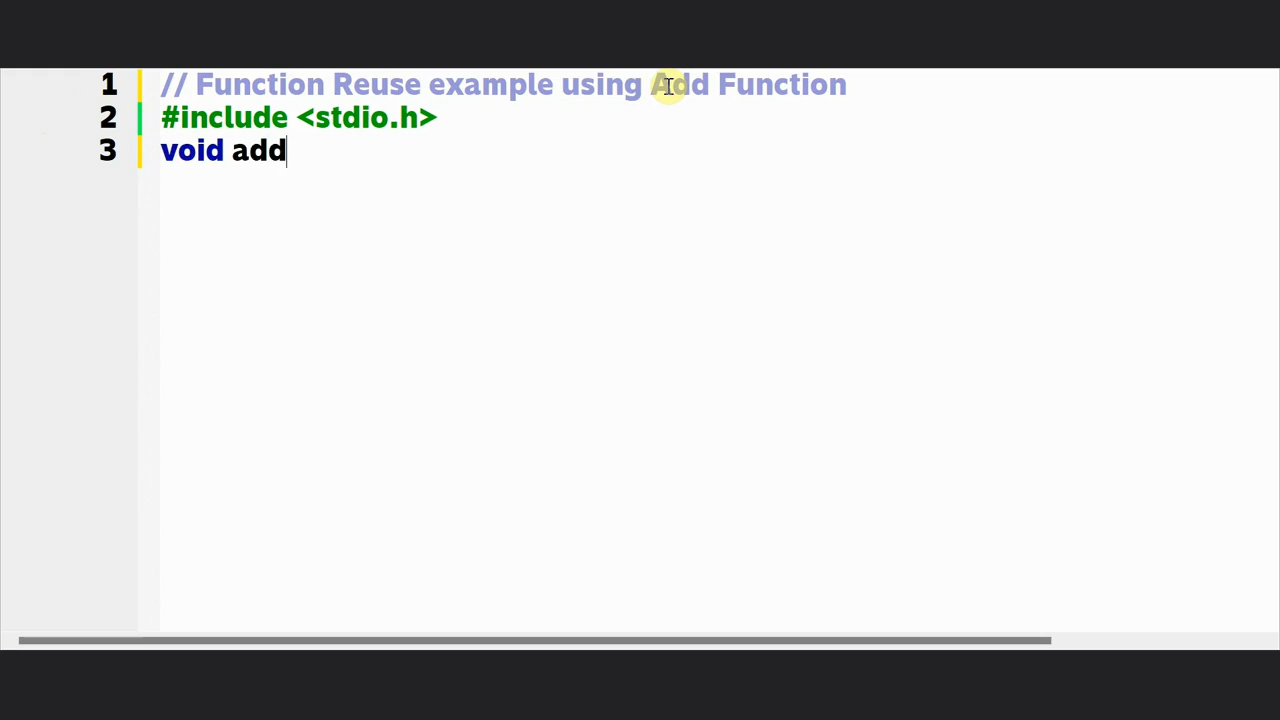 1 // Function Reuse example using Add Function
2 #include <stdio.h>
3 void add